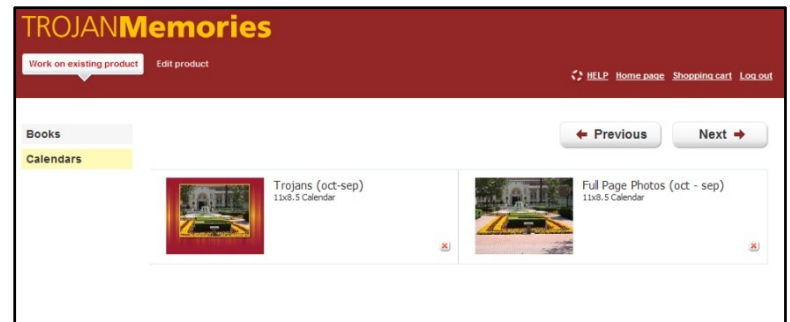 TROJANMemories
Work on existing product Edit product
HELP Home page Shopping cart Log out
Books
Previous Next
Calendars
Trojans (oct-sep)
11x8.5 Calendar
Full Page Photos (oct - sep)
11x8.5 Calendar